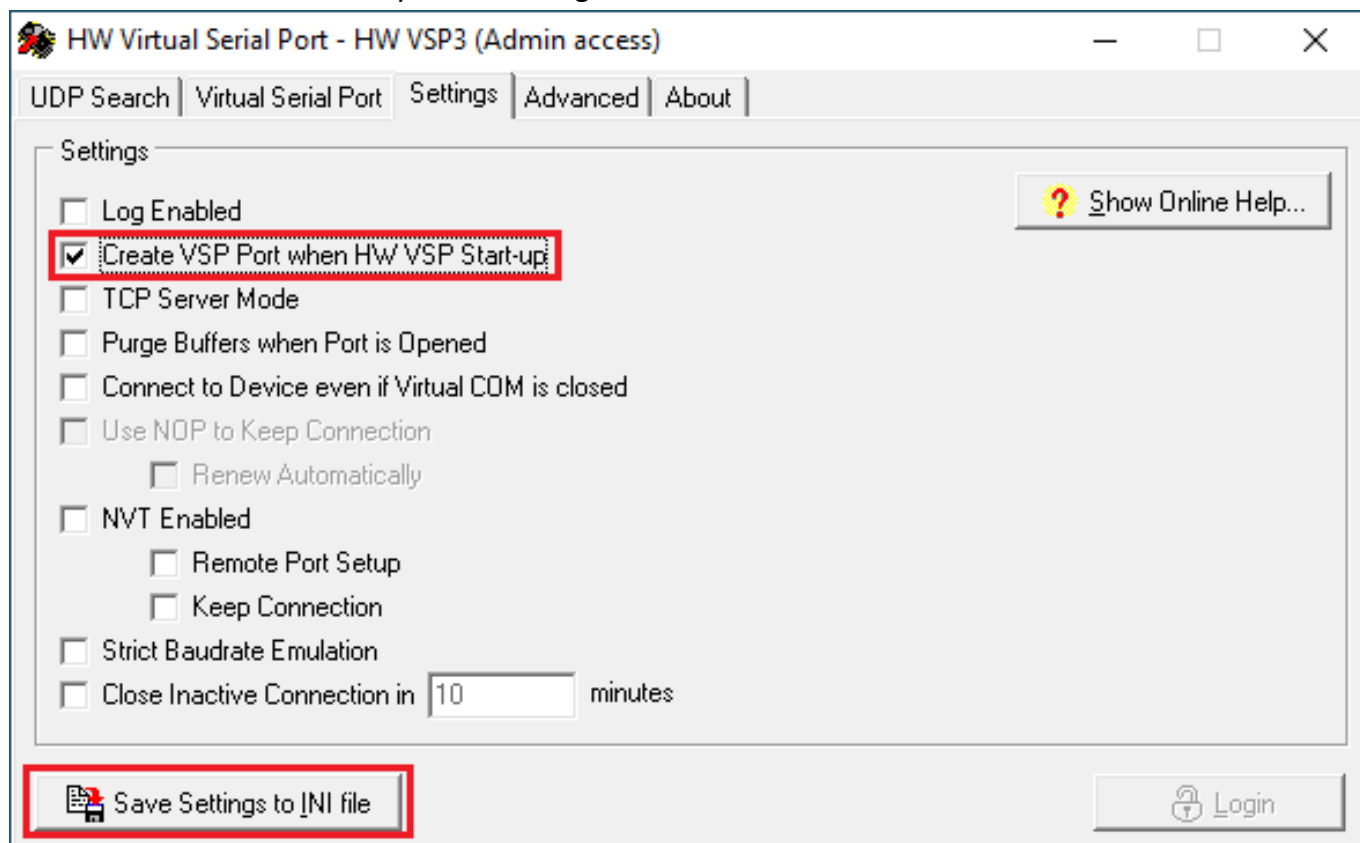 HW Virtual Serial Port - HW VSP3 (Admin access)
UDP Search Virtual Serial Port Settings Advanced About
Settings
Show Online Help...
Log Enabled
Create VSP Port when HW VSP Start-up
TCP Server Mode
Purge Buffers when Port is Opened
Connect to Device even if Virtual COM is closed
Use NOP to Keep Connection
Renew Automatically
NVT Enabled
Remote Port Setup
Keep Connection
Strict Baudrate Emulation
Close Inactive Connection in 10 minutes
Save Settings to INI file
Login